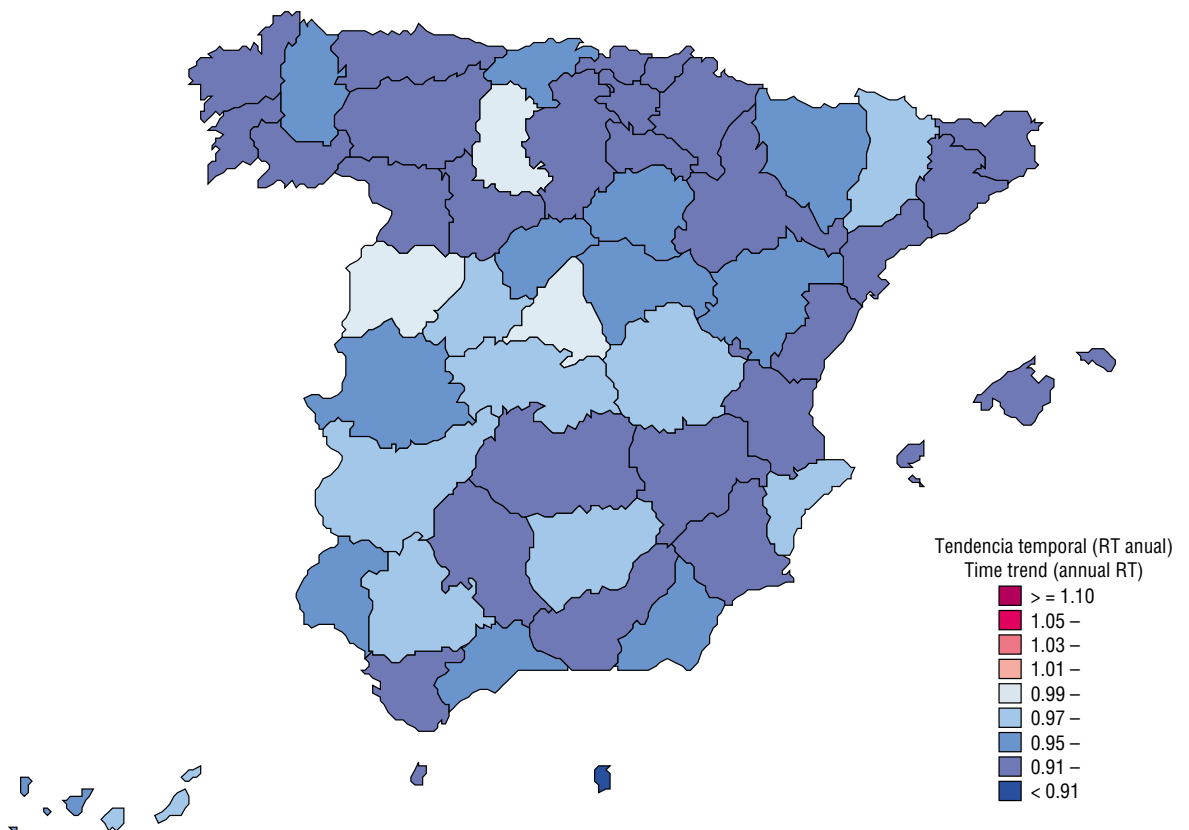 Tendencia temporal (RT anual)
Time trend (annual RT)
> = 1.10
1.05 –
1.03 –
1.01 –
0.99 –
0.97 –
0.95 –
0.91 –
< 0.91